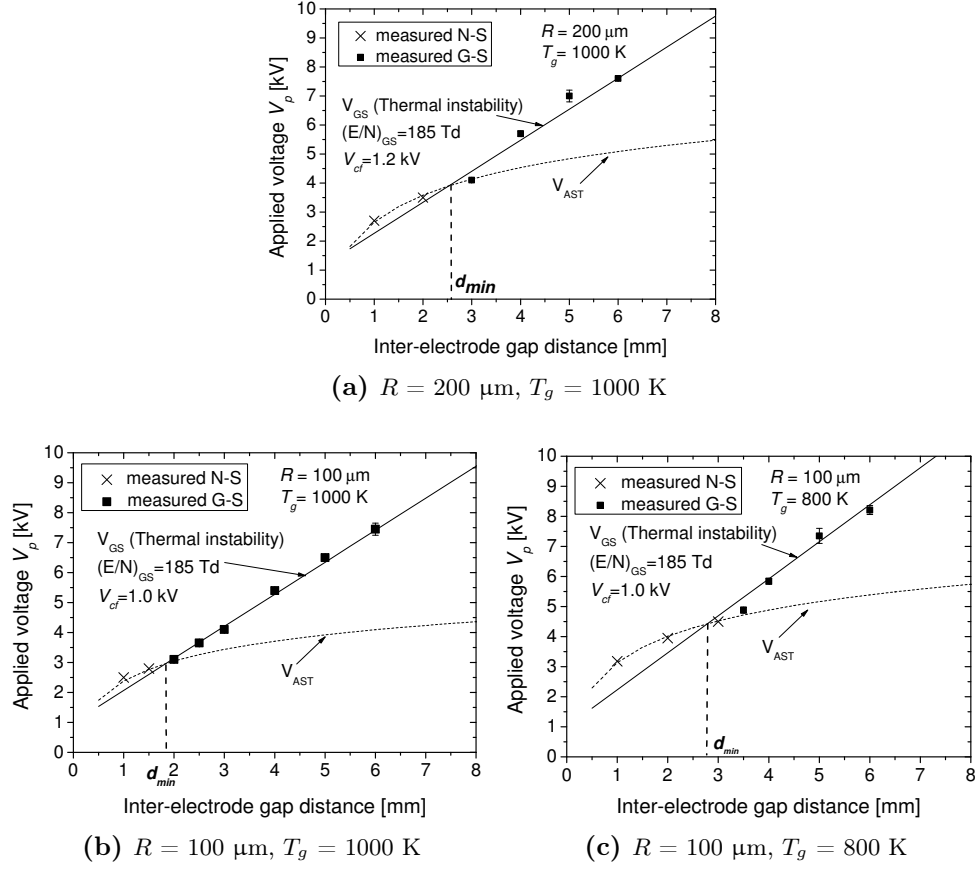 10
9
8
7
6
5
4
3
2
1
0
Applied voltage V_p [kV]
× measured N-S
■ measured G-S
R = 200 µm
T_g= 1000 K
V_GS (Thermal instability)
(E/N)_GS=185 Td
V_cf=1.2 kV
V_AST
d_min
0 1 2 3 4 5 6 7 8
Inter-electrode gap distance [mm]
(a) R = 200 µm, T_g = 1000 K
10
9
8
7
6
5
4
3
2
1
0
Applied voltage V_p [kV]
× measured N-S
■ measured G-S
R = 100 µm
T_g= 1000 K
V_GS (Thermal instability)
(E/N)_GS=185 Td
V_cf=1.0 kV
V_AST
0 1 2 3 4 5 6 7 8
d_min
Inter-electrode gap distance [mm]
(b) R = 100 µm, T_g = 1000 K
10
9
8
7
6
5
4
3
2
1
0
Applied voltage V_p [kV]
× measured N-S
■ measured G-S
R = 100 µm
T_g= 800 K
V_GS (Thermal instability)
(E/N)_GS=185 Td
V_cf=1.0 kV
V_AST
d_min
0 1 2 3 4 5 6 7 8
Inter-electrode gap distance [mm]
(c) R = 100 µm, T_g = 800 K